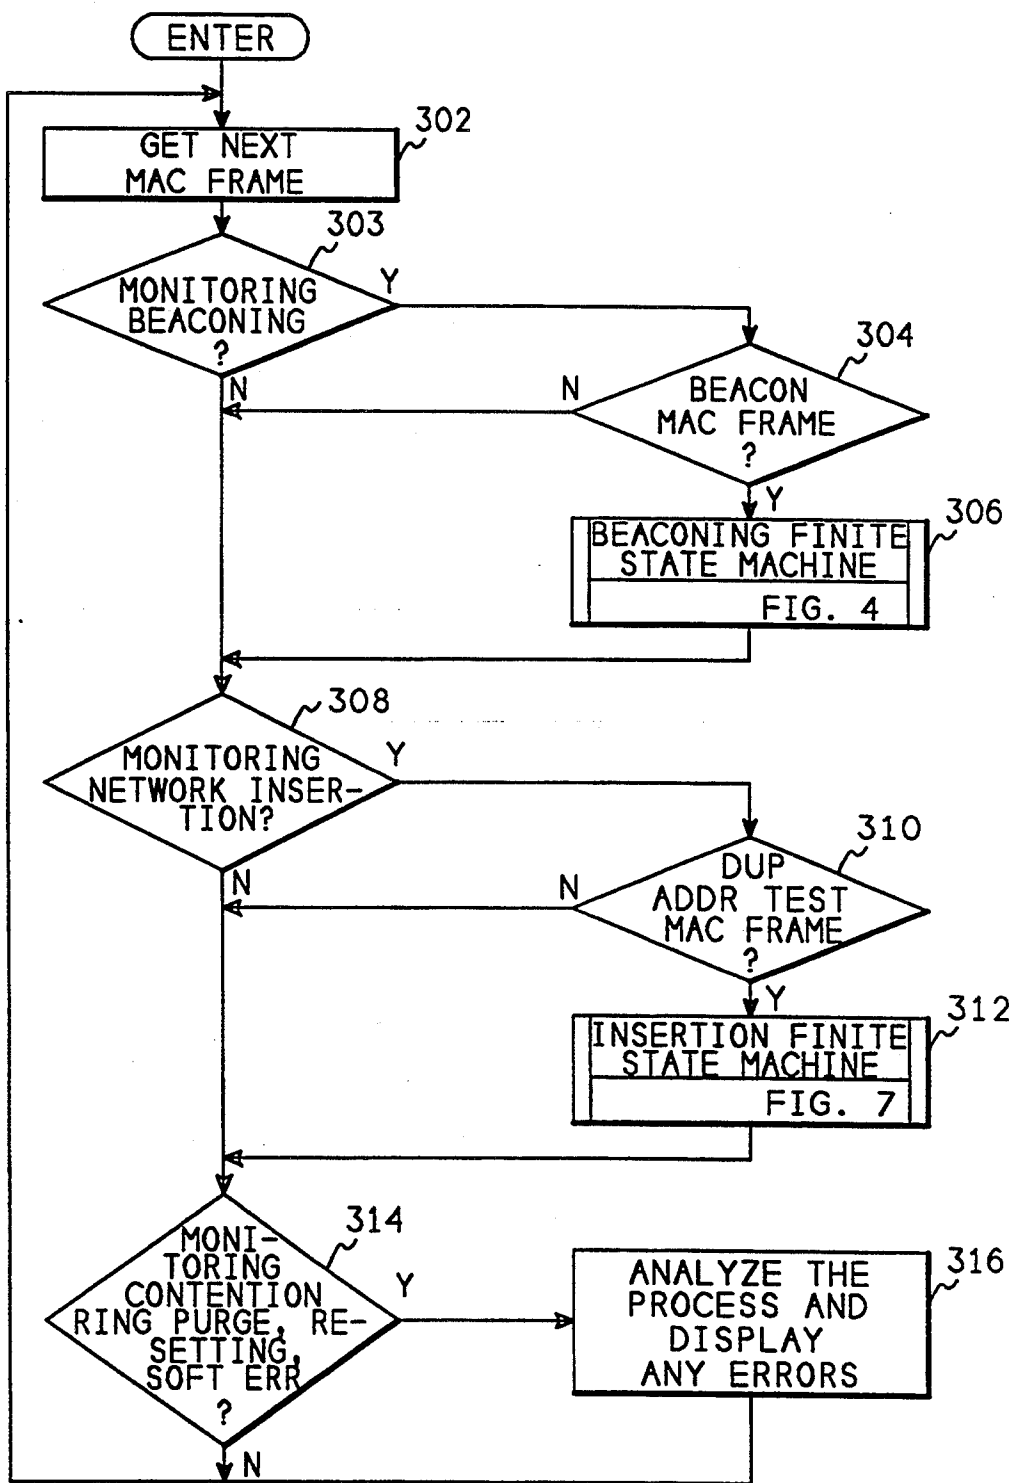 ENTER
302
GET NEXT
MAC FRAME
303
MONITORING
BEACONING
?
Y
N
304
BEACON
MAC FRAME
?
N
Y
306
BEACONING FINITE
STATE MACHINE
FIG. 4
308
MONITORING
NETWORK INSER-
TION?
Y
N
310
DUP
ADDR TEST
MAC FRAME
?
N
Y
312
INSERTION FINITE
STATE MACHINE
FIG. 7
314
MONI-
TORING
CONTENTION
RING PURGE, RE-
SETTING,
SOFT ERR
?
Y
N
316
ANALYZE THE
PROCESS AND
DISPLAY
ANY ERRORS